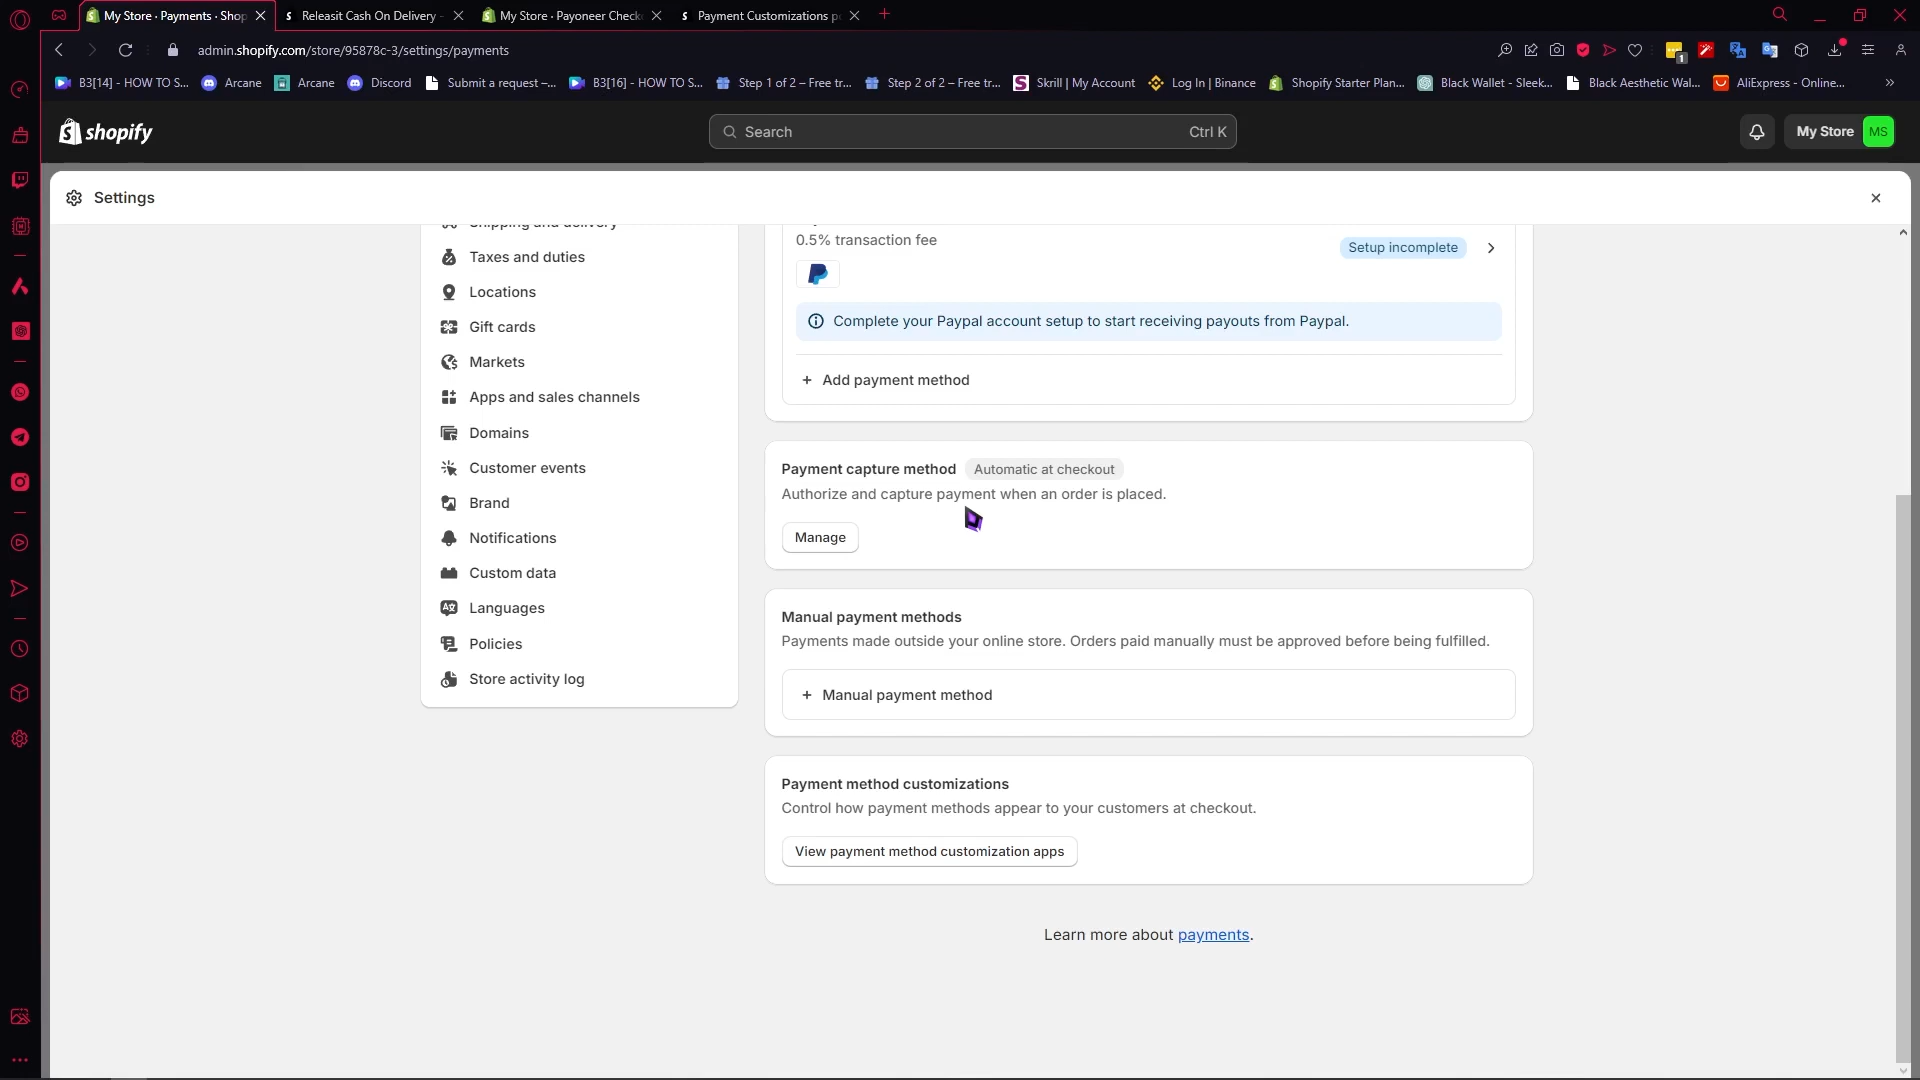 My Store · Payments · Shop
Releasit Cash On Delivery -
My Store · Payoneer Check
Payment Customizations p
admin.shopify.com/store/95878c-3/settings/payments
1
B3[14] - HOW TO S...
Arcane
Arcane
Discord
Submit a request –...
B3[16] - HOW TO S...
Step 1 of 2 – Free tr...
Step 2 of 2 – Free tr...
Skrill | My Account
Log In | Binance
Shopify Starter Plan...
Black Wallet - Sleek...
Black Aesthetic Wal...
AliExpress - Online...
shopify
Search
Ctrl K
My Store
MS
Settings
Shipping and delivery
Taxes and duties
Locations
Gift cards
Markets
Apps and sales channels
Domains
Customer events
Brand
Notifications
Custom data
Languages
Policies
Store activity log
0.5% transaction fee
Setup incomplete
Complete your Paypal account setup to start receiving payouts from Paypal.
+ Add payment method
Payment capture method
Automatic at checkout
Authorize and capture payment when an order is placed.
Manage
Manual payment methods
Payments made outside your online store. Orders paid manually must be approved before being fulfilled.
+ Manual payment method
Payment method customizations
Control how payment methods appear to your customers at checkout.
View payment method customization apps
Learn more about payments.